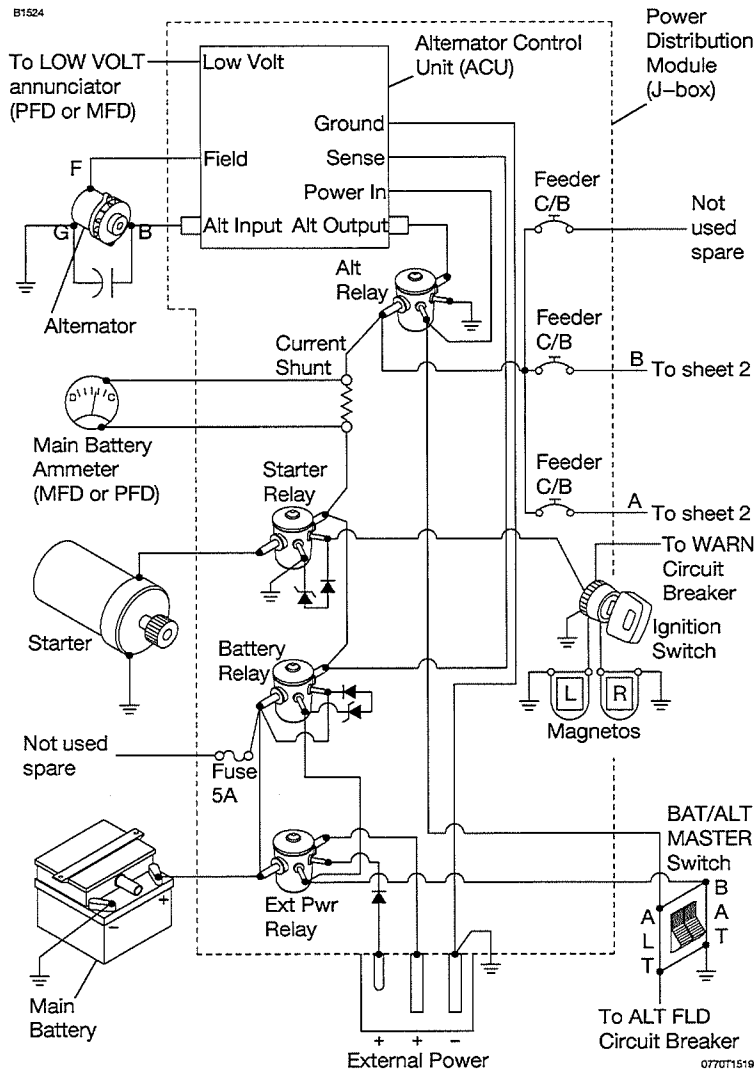 B1524
Power
Distribution
Module
(J-box)
Alternator Control
Unit (ACU)
To LOW VOLT
annunciator
(PFD or MFD)
Low Volt
Ground
Field
Sense
Power In
Alt Input
Alt Output
F
G
B
Alternator
Feeder
C/B
Not
used
spare
Alt
Relay
Current
Shunt
Feeder
C/B
B
To sheet 2
D
C
Main Battery
Ammeter
(MFD or PFD)
Starter
Relay
Feeder
C/B
A
To sheet 2
To WARN
Circuit
Breaker
Ignition
Switch
Starter
Battery
Relay
L
R
Magnetos
Not used
spare
Fuse
5A
BAT/ALT
MASTER
Switch
Ext Pwr
Relay
+
-
A
L
T
B
A
T
Main
Battery
To ALT FLD
Circuit Breaker
+
+
-
External Power
0770T1519